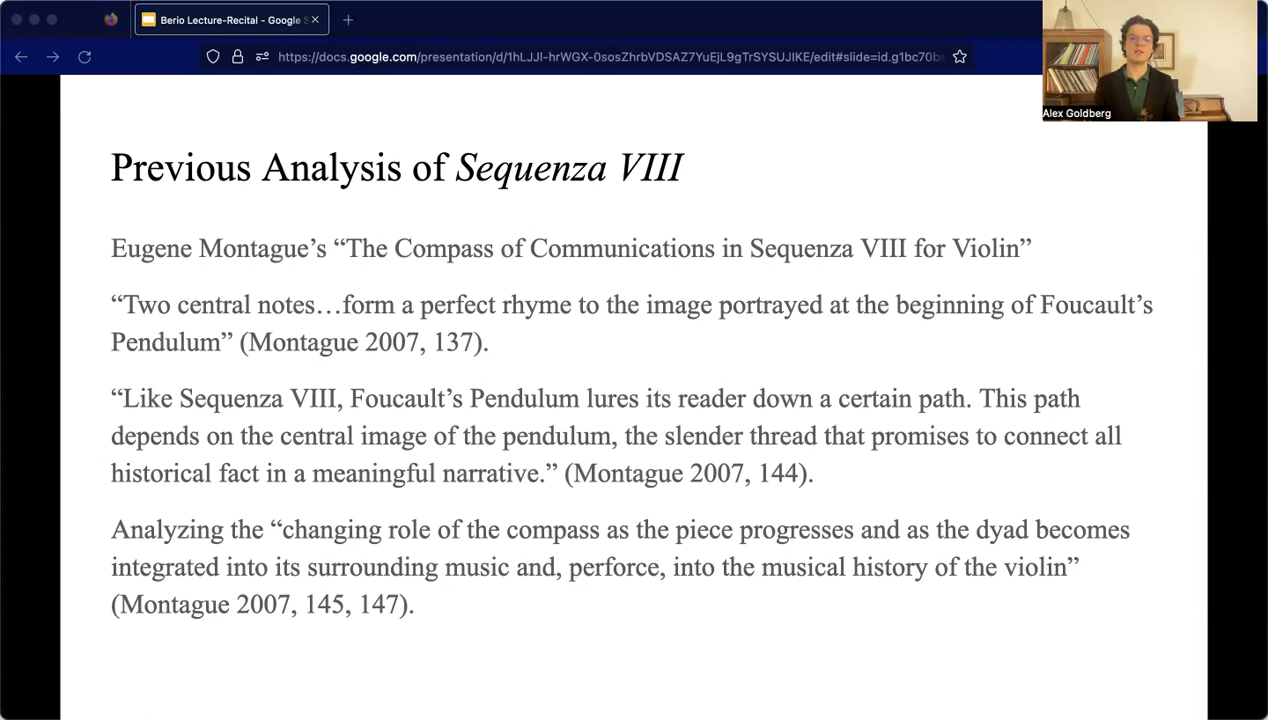 Berio Lecture-Recital - Google S
https://docs.google.com/presentation/d/1hLJJl-hrWGX-0sosZhrbVDSAZ7YuEjL9gTrSYSUJIKE/edit#slide=id.g1bc70b
Alex Goldberg
Previous Analysis of Sequenza VIII
Eugene Montague’s “The Compass of Communications in Sequenza VIII for Violin”
“Two central notes…form a perfect rhyme to the image portrayed at the beginning of Foucault’s
Pendulum” (Montague 2007, 137).
“Like Sequenza VIII, Foucault’s Pendulum lures its reader down a certain path. This path
depends on the central image of the pendulum, the slender thread that promises to connect all
historical fact in a meaningful narrative.” (Montague 2007, 144).
Analyzing the “changing role of the compass as the piece progresses and as the dyad becomes
integrated into its surrounding music and, perforce, into the musical history of the violin”
(Montague 2007, 145, 147).